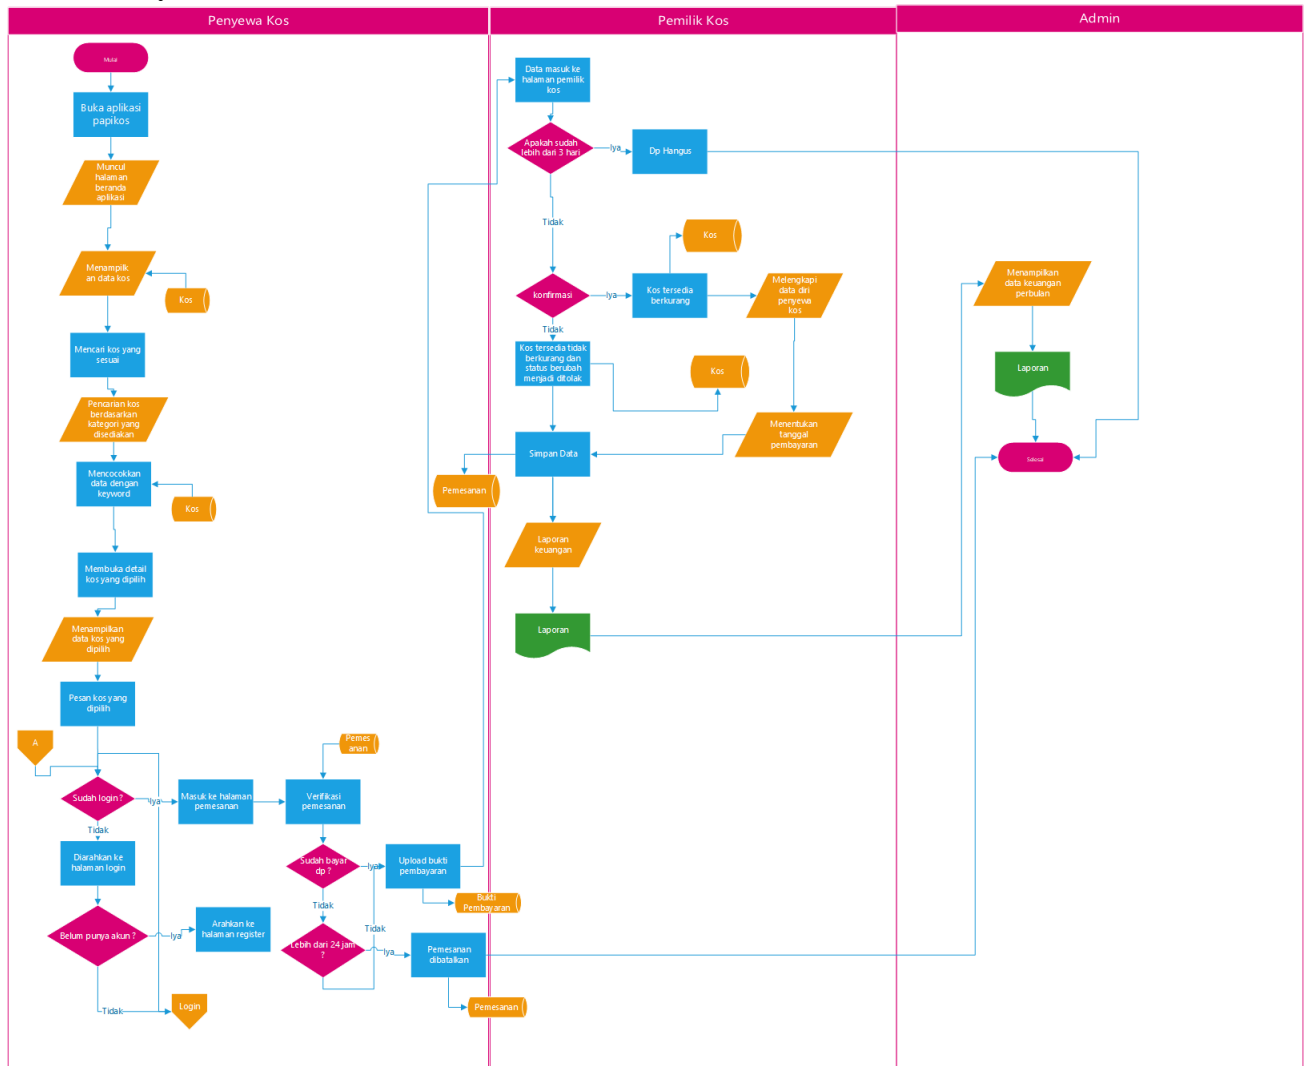 Penyewa Kos
Pemilik Kos
Admin
Mulai
Buka aplikasi
papikos
Muncul
halaman
beranda
aplikasi
Menampilk
an data kos
Kos
Mencari kos yang
sesuai
Pencarian kos
berdasarkan
kategori yang
disediakan
Mencocokkan
data dengan
keyword
Kos
Membuka detail
kos yang dipilih
Menampilkan
data kos yang
dipilih
Pesan kos yang
dipilih
A
Sudah login ?
Iya
Masuk ke halaman
pemesanan
Verifikasi
pemesanan
Pemes
anan
Tidak
Diarahkan ke
halaman login
Belum punya akun ?
Iya
Arahkan ke
halaman register
Tidak
Login
Sudah bayar
dp ?
Iya
Upload bukti
pembayaran
Bukti
Pembayaran
Tidak
Tidak
Lebih dari 24 jam
?
Iya
Pemesanan
dibatalkan
Pemesanan
Data masuk ke
halaman pemilik
kos
Apakah sudah
lebih dari 3 hari
Iya
Dp Hangus
Tidak
Kos
konfirmasi
Iya
Kos tersedia
berkurang
Melengkapi
data diri
penyewa
kos
Tidak
Kos tersedia tidak
berkurang dan
status berubah
menjadi ditolak
Kos
Menentukan
tanggal
pembayaran
Simpan Data
Pemesanan
Laporan
keuangan
Laporan
Menampilkan
data keuangan
perbulan
Laporan
Selesai